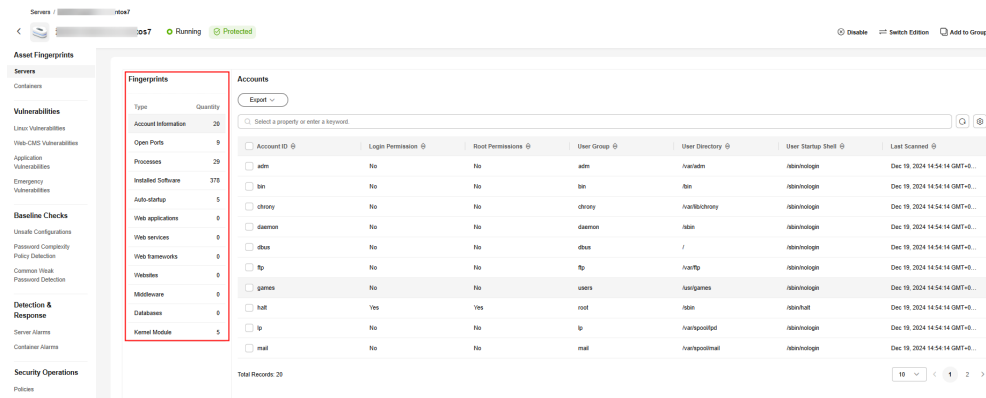 Servers / ntos7
tos7 Running Protected
Disable Switch Edition Add to Group
Asset Fingerprints
Servers
Containers
Vulnerabilities
Linux Vulnerabilities
Web-CMS Vulnerabilities
Application
Vulnerabilities
Emergency
Vulnerabilities
Baseline Checks
Unsafe Configurations
Password Complexity
Policy Detection
Common Weak
Password Detection
Detection &
Response
Server Alarms
Container Alarms
Security Operations
Policies
Fingerprints
Type Quantity
Account Information 20
Open Ports 9
Processes 29
Installed Software 376
Auto-startup 5
Web applications 0
Web services 0
Web frameworks 0
Websites 0
Middleware 0
Databases 0
Kernel Module 5
Accounts
Export
Select a property or enter a keyword.
Account ID Login Permission Root Permissions User Group User Directory User Startup Shell Last Scanned
adm No No adm /var/adm /sbin/nologin Dec 19, 2024 14:54:14 GMT+0...
bin No No bin /bin /sbin/nologin Dec 19, 2024 14:54:14 GMT+0...
chrony No No chrony /var/lib/chrony /sbin/nologin Dec 19, 2024 14:54:14 GMT+0...
daemon No No daemon /sbin /sbin/nologin Dec 19, 2024 14:54:14 GMT+0...
dbus No No dbus / /sbin/nologin Dec 19, 2024 14:54:14 GMT+0...
ftp No No ftp /var/ftp /sbin/nologin Dec 19, 2024 14:54:14 GMT+0...
games No No users /usr/games /sbin/nologin Dec 19, 2024 14:54:14 GMT+0...
halt Yes Yes root /sbin /sbin/halt Dec 19, 2024 14:54:14 GMT+0...
lp No No lp /var/spool/lpd /sbin/nologin Dec 19, 2024 14:54:14 GMT+0...
mail No No mail /var/spool/mail /sbin/nologin Dec 19, 2024 14:54:14 GMT+0...
Total Records: 20
10 1 2